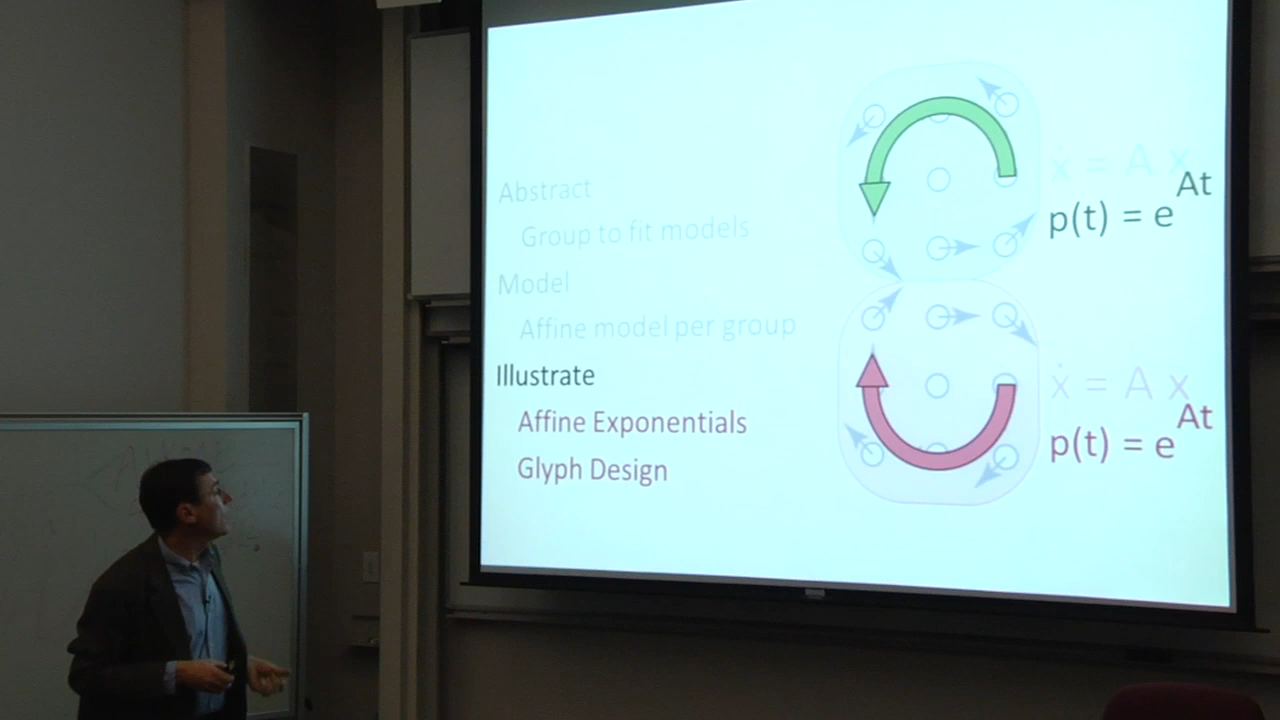 Abstract
Group to fit models
Model
Affine model per group
Illustrate
Affine Exponentials
Glyph Design
ẋ = A x
p(t) = e^At
ẋ = A x
p(t) = e^At